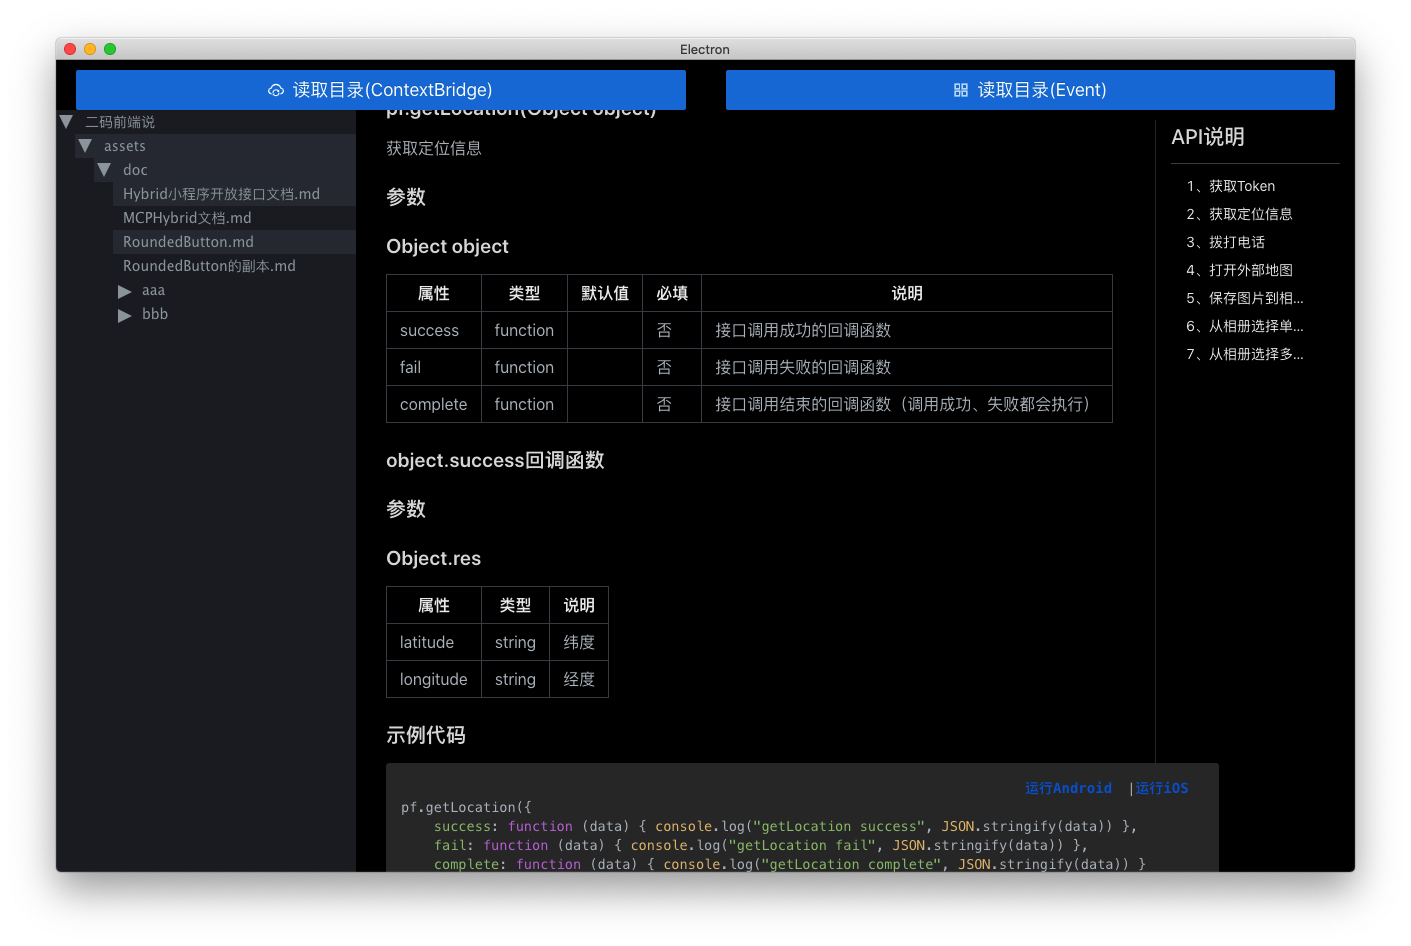 Electron
读取目录(ContextBridge)
读取目录(Event)
二码前端说
assets
doc
Hybrid小程序开放接口文档.md
MCPHybrid文档.md
RoundedButton.md
RoundedButton的副本.md
aaa
bbb
pf.getLocation(Object object)
获取定位信息
参数
Object object
属性 类型 默认值 必填 说明
success function 否 接口调用成功的回调函数
fail function 否 接口调用失败的回调函数
complete function 否 接口调用结束的回调函数（调用成功、失败都会执行）
object.success回调函数
参数
Object.res
属性 类型 说明
latitude string 纬度
longitude string 经度
示例代码
运行Android |运行iOS
pf.getLocation({
success: function (data) { console.log("getLocation success", JSON.stringify(data)) },
fail: function (data) { console.log("getLocation fail", JSON.stringify(data)) },
complete: function (data) { console.log("getLocation complete", JSON.stringify(data)) }
API说明
1、获取Token
2、获取定位信息
3、拨打电话
4、打开外部地图
5、保存图片到相...
6、从相册选择单...
7、从相册选择多...